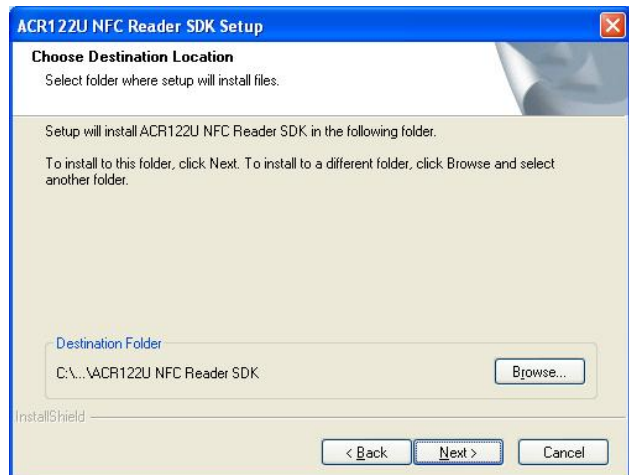 ACR122U NFC Reader SDK Setup
Choose Destination Location
Select folder where setup will install files.
Setup will install ACR122U NFC Reader SDK in the following folder.
To install to this folder, click Next. To install to a different folder, click Browse and select
another folder.
Destination Folder
C:\...\ACR122U NFC Reader SDK
Browse...
InstallShield
< Back
Next >
Cancel